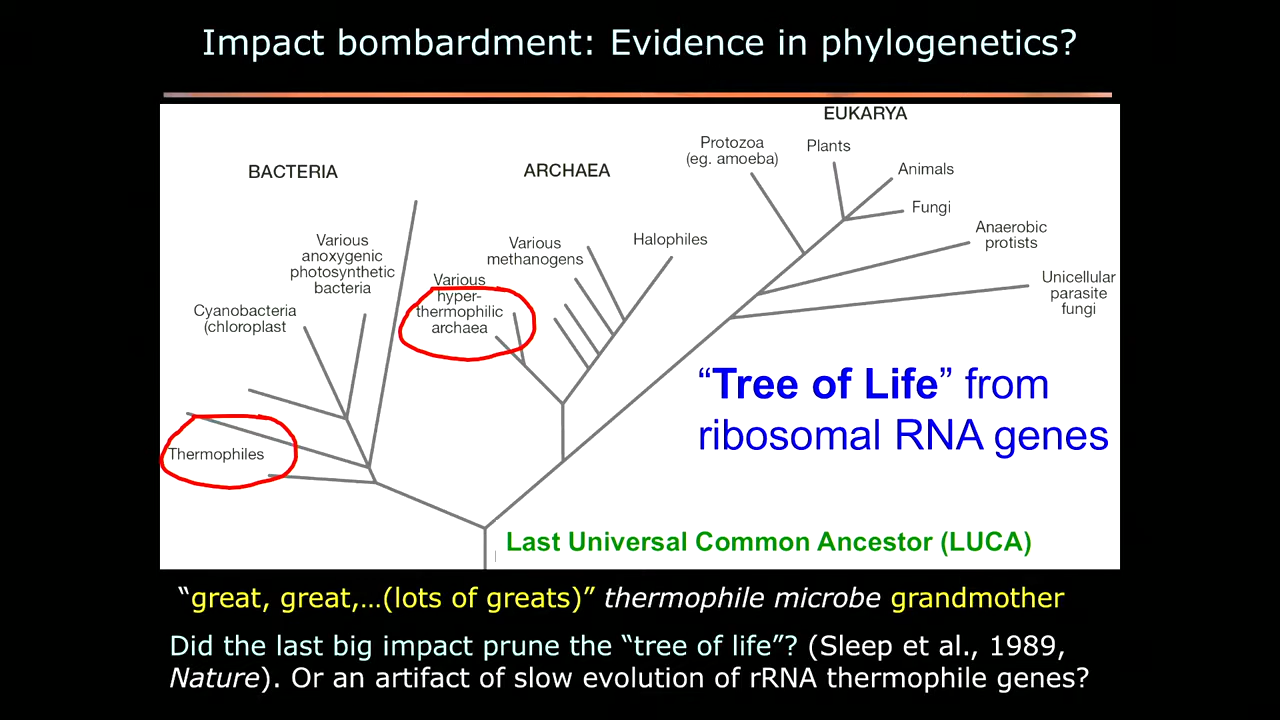 Impact bombardment: Evidence in phylogenetics?
EUKARYA
Protozoa
(eg. amoeba)
Plants
Animals
Fungi
BACTERIA
ARCHAEA
Anaerobic
protists
Various
anoxygenic
photosynthetic
bacteria
Various
methanogens
Halophiles
Unicellular
parasite
fungi
Various
hyper-
thermophilic
archaea
Cyanobacteria
(chloroplast
"Tree of Life" from
ribosomal RNA genes
Thermophiles
Last Universal Common Ancestor (LUCA)
"great, great,…(lots of greats)" thermophile microbe grandmother
Did the last big impact prune the "tree of life"? (Sleep et al., 1989,
Nature). Or an artifact of slow evolution of rRNA thermophile genes?